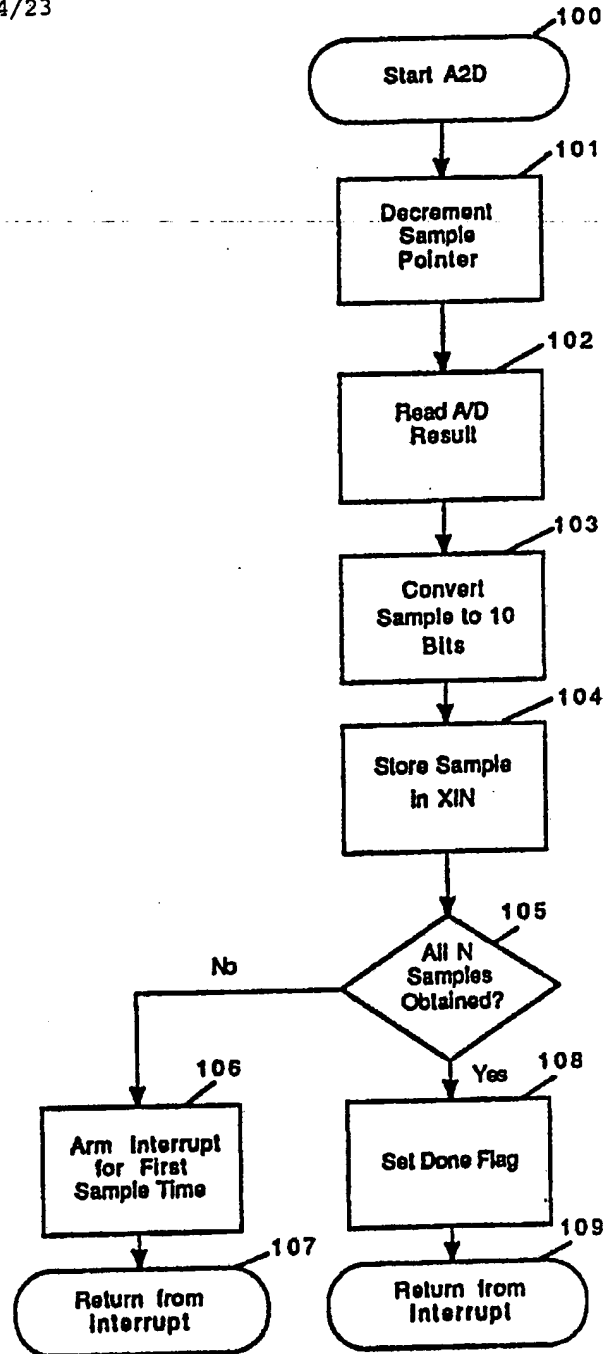 4/23
100
Start A2D
101
Decrement
Sample
Pointer
102
Read A/D
Result
103
Convert
Sample to 10
Bits
104
Store Sample
in XIN
105
All N
Samples
Obtained?
No
Yes
106
Arm Interrupt
for First
Sample Time
108
Set Done Flag
107
Return from
Interrupt
109
Return from
Interrupt